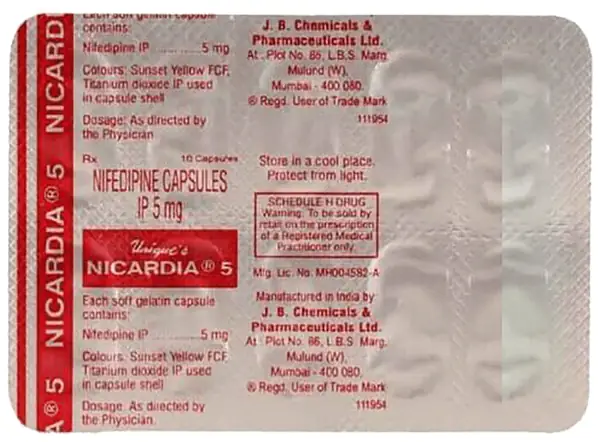 Each soft gelatin capsule
contains:
Nifedipine IP .............. 5 mg
Colours: Sunset Yellow FCF,
Titanium dioxide IP used
in capsule shell
Dosage: As directed by
the Physician
Rx 10 Capsules
NIFEDIPINE CAPSULES
IP 5 mg
Unique's
NICARDIA® 5
Each soft gelatin capsule
contains:
Nifedipine IP .............. 5 mg
Colours: Sunset Yellow FCF,
Titanium dioxide IP used
in capsule shell
Dosage: As directed by
the Physician.
J. B. Chemicals &
Pharmaceuticals Ltd.
At : Plot No. 86, L.B.S. Marg,
Mulund (W),
Mumbai - 400 080.
® Regd. User of Trade Mark
111954
Store in a cool place.
Protect from light.
SCHEDULE H DRUG
Warning: To be sold by
retail on the prescription
of a Registered Medical
Practitioner only.
Mfg. Lic. No. MH004582-A
Manufactured in India by:
J. B. Chemicals &
Pharmaceuticals Ltd.
At : Plot No. 86, L.B.S. Marg,
Mulund (W),
Mumbai - 400 080.
® Regd. User of Trade Mark
111954
NICARDI
NICARDIA® 5
A® 5